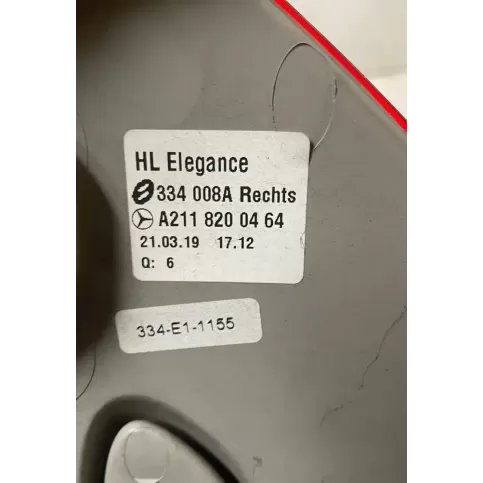 HL Elegance
334 008A Rechts
A211 820 04 64
21.03.19 17.12
Q: 6
334-E1-1155